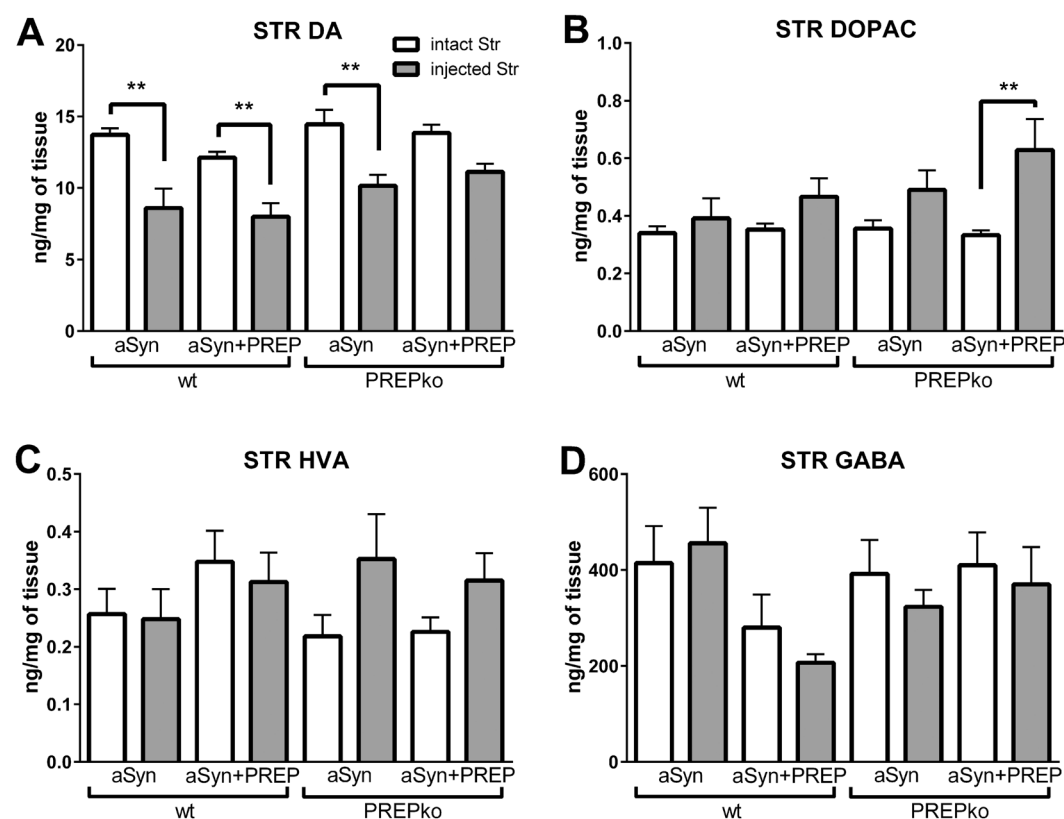 A
STR DA
intact Str
injected Str
ng/mg of tissue
20
15
10
5
0
**
**
**
aSyn aSyn+PREP aSyn aSyn+PREP
wt PREPko
B
STR DOPAC
ng/mg of tissue
1.0
0.8
0.6
0.4
0.2
0.0
**
aSyn aSyn+PREP aSyn aSyn+PREP
wt PREPko
C
STR HVA
ng/mg of tissue
0.5
0.4
0.3
0.2
0.1
0.0
aSyn aSyn+PREP aSyn aSyn+PREP
wt PREPko
D
STR GABA
ng/mg of tissue
600
400
200
0
aSyn aSyn+PREP aSyn aSyn+PREP
wt PREPko